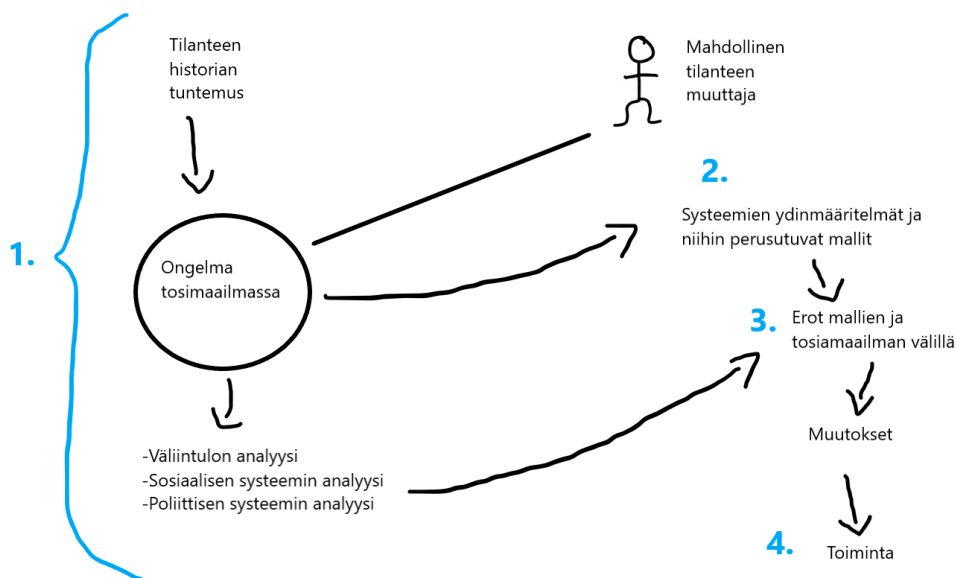 1.
Tilanteen
historian
tuntemus
Mahdollinen
tilanteen
muuttaja
Ongelma
tosimaailmassa
-Väliintulon analyysi
-Sosiaalisen systeemin analyysi
-Poliittisen systeemin analyysi
2.
Systeemien ydinmääritelmät ja
niihin perusutuvat mallit
3.
Erot mallien ja
tosiamaailman välillä
Muutokset
4.
Toiminta